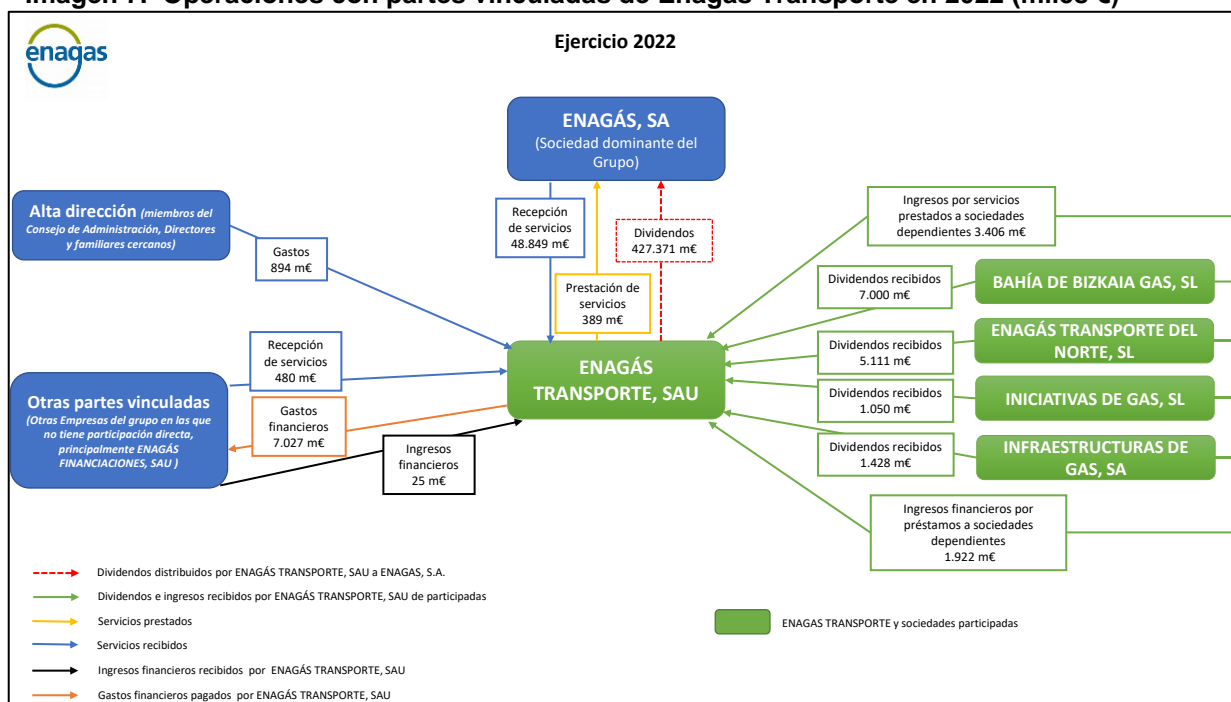 Imagen 7: Operaciones con partes vinculadas de Enagás Transporte en 2022 (miles €)
enagas
Ejercicio 2022
ENAGÁS, SA
(Sociedad dominante del
Grupo)
Alta dirección (miembros del
Consejo de Administración, Directores
y familiares cercanos)
Gastos
894 m€
Recepción
de servicios
48.849 m€
Prestación de
servicios
389 m€
Dividendos
427.371 m€
Ingresos por servicios
prestados a sociedades
dependientes 3.406 m€
Dividendos recibidos
7.000 m€
BAHÍA DE BIZKAIA GAS, SL
Dividendos recibidos
5.111 m€
ENAGÁS TRANSPORTE DEL
NORTE, SL
Dividendos recibidos
1.050 m€
INICIATIVAS DE GAS, SL
Dividendos recibidos
1.428 m€
INFRAESTRUCTURAS DE
GAS, SA
Ingresos financieros por
préstamos a sociedades
dependientes
1.922 m€
ENAGÁS
TRANSPORTE, SAU
Recepción
de servicios
480 m€
Otras partes vinculadas
(Otras Empresas del grupo en las que
no tiene participación directa,
principalmente ENAGÁS
FINANCIACIONES, SAU )
Gastos
financieros
7.027 m€
Ingresos
financieros
25 m€
Dividendos distribuidos por ENAGÁS TRANSPORTE, SAU a ENAGAS, S.A.
Dividendos e ingresos recibidos por ENAGÁS TRANSPORTE, SAU de participadas
Servicios prestados
Servicios recibidos
Ingresos financieros recibidos por ENAGÁS TRANSPORTE, SAU
Gastos financieros pagados por ENAGÁS TRANSPORTE, SAU
ENAGAS TRANSPORTE y sociedades participadas